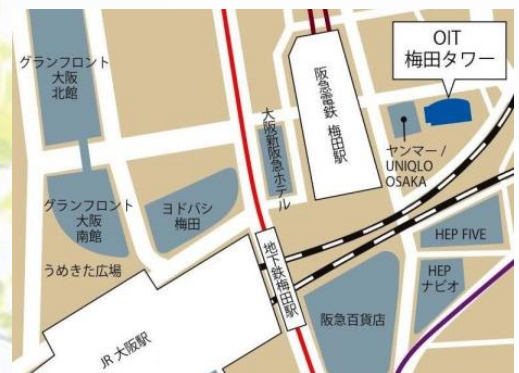 グランフロント
大阪
北館
OIT
梅田タワー
阪急電鉄 梅田駅
大阪新阪急ホテル
ヤンマー /
UNIQLO
OSAKA
グランフロント
大阪
南館
ヨドバシ
梅田
うめきた広場
地下鉄梅田駅
HEP FIVE
HEP
ナビオ
阪急百貨店
JR 大阪駅